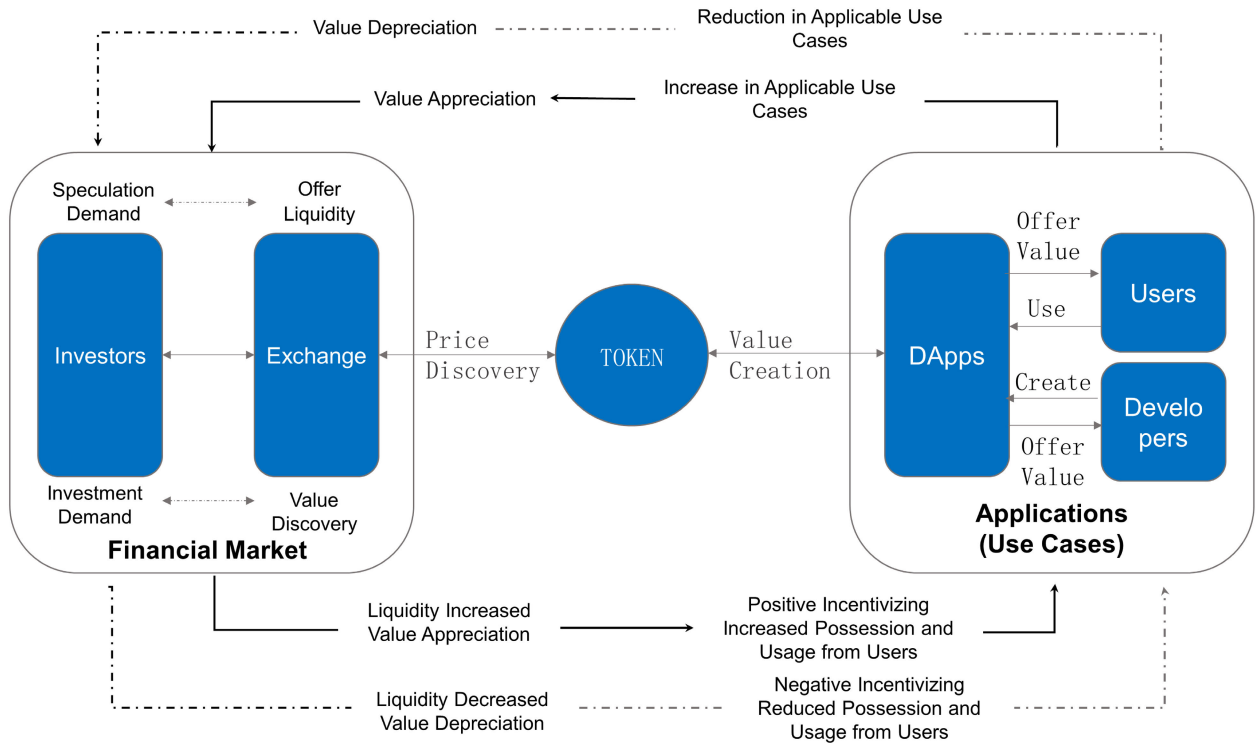 Value Depreciation
Reduction in Applicable Use
Cases
Value Appreciation
Increase in Applicable Use
Cases
Speculation
Demand
Offer
Liquidity
Investors
Exchange
Investment
Demand
Value
Discovery
Financial Market
Price
Discovery
TOKEN
Value
Creation
DApps
Offer
Value
Users
Use
Create
Develo
pers
Offer
Value
Applications
(Use Cases)
Liquidity Increased
Value Appreciation
Positive Incentivizing
Increased Possession and
Usage from Users
Liquidity Decreased
Value Depreciation
Negative Incentivizing
Reduced Possession and
Usage from Users